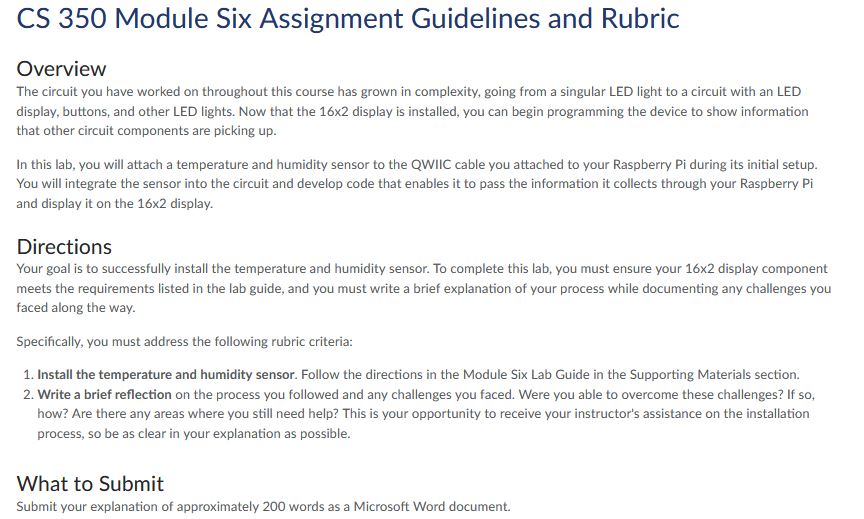 CS 350 Module Six Assignment Guidelines and Rubric
Overview
The circuit you have worked on throughout this course has grown in complexity, going from a singular LED light to a circuit with an LED
display, buttons, and other LED lights. Now that the 16x2 display is installed, you can begin programming the device to show information
that other circuit components are picking up.
In this lab, you will attach a temperature and humidity sensor to the QWIIC cable you attached to your Raspberry Pi during its initial setup.
You will integrate the sensor into the circuit and develop code that enables it to pass the information it collects through your Raspberry Pi
and display it on the 16x2 display.
Directions
Your goal is to successfully install the temperature and humidity sensor. To complete this lab, you must ensure your 16x2 display component
meets the requirements listed in the lab guide, and you must write a brief explanation of your process while documenting any challenges you
faced along the way.
Specifically, you must address the following rubric criteria:
1. Install the temperature and humidity sensor. Follow the directions in the Module Six Lab Guide in the Supporting Materials section.
2. Write a brief reflection on the process you followed and any challenges you faced. Were you able to overcome these challenges? If so,
how? Are there any areas where you still need help? This is your opportunity to receive your instructor's assistance on the installation
process, so be as clear in your explanation as possible.
What to Submit
Submit your explanation of approximately 200 words as a Microsoft Word document.